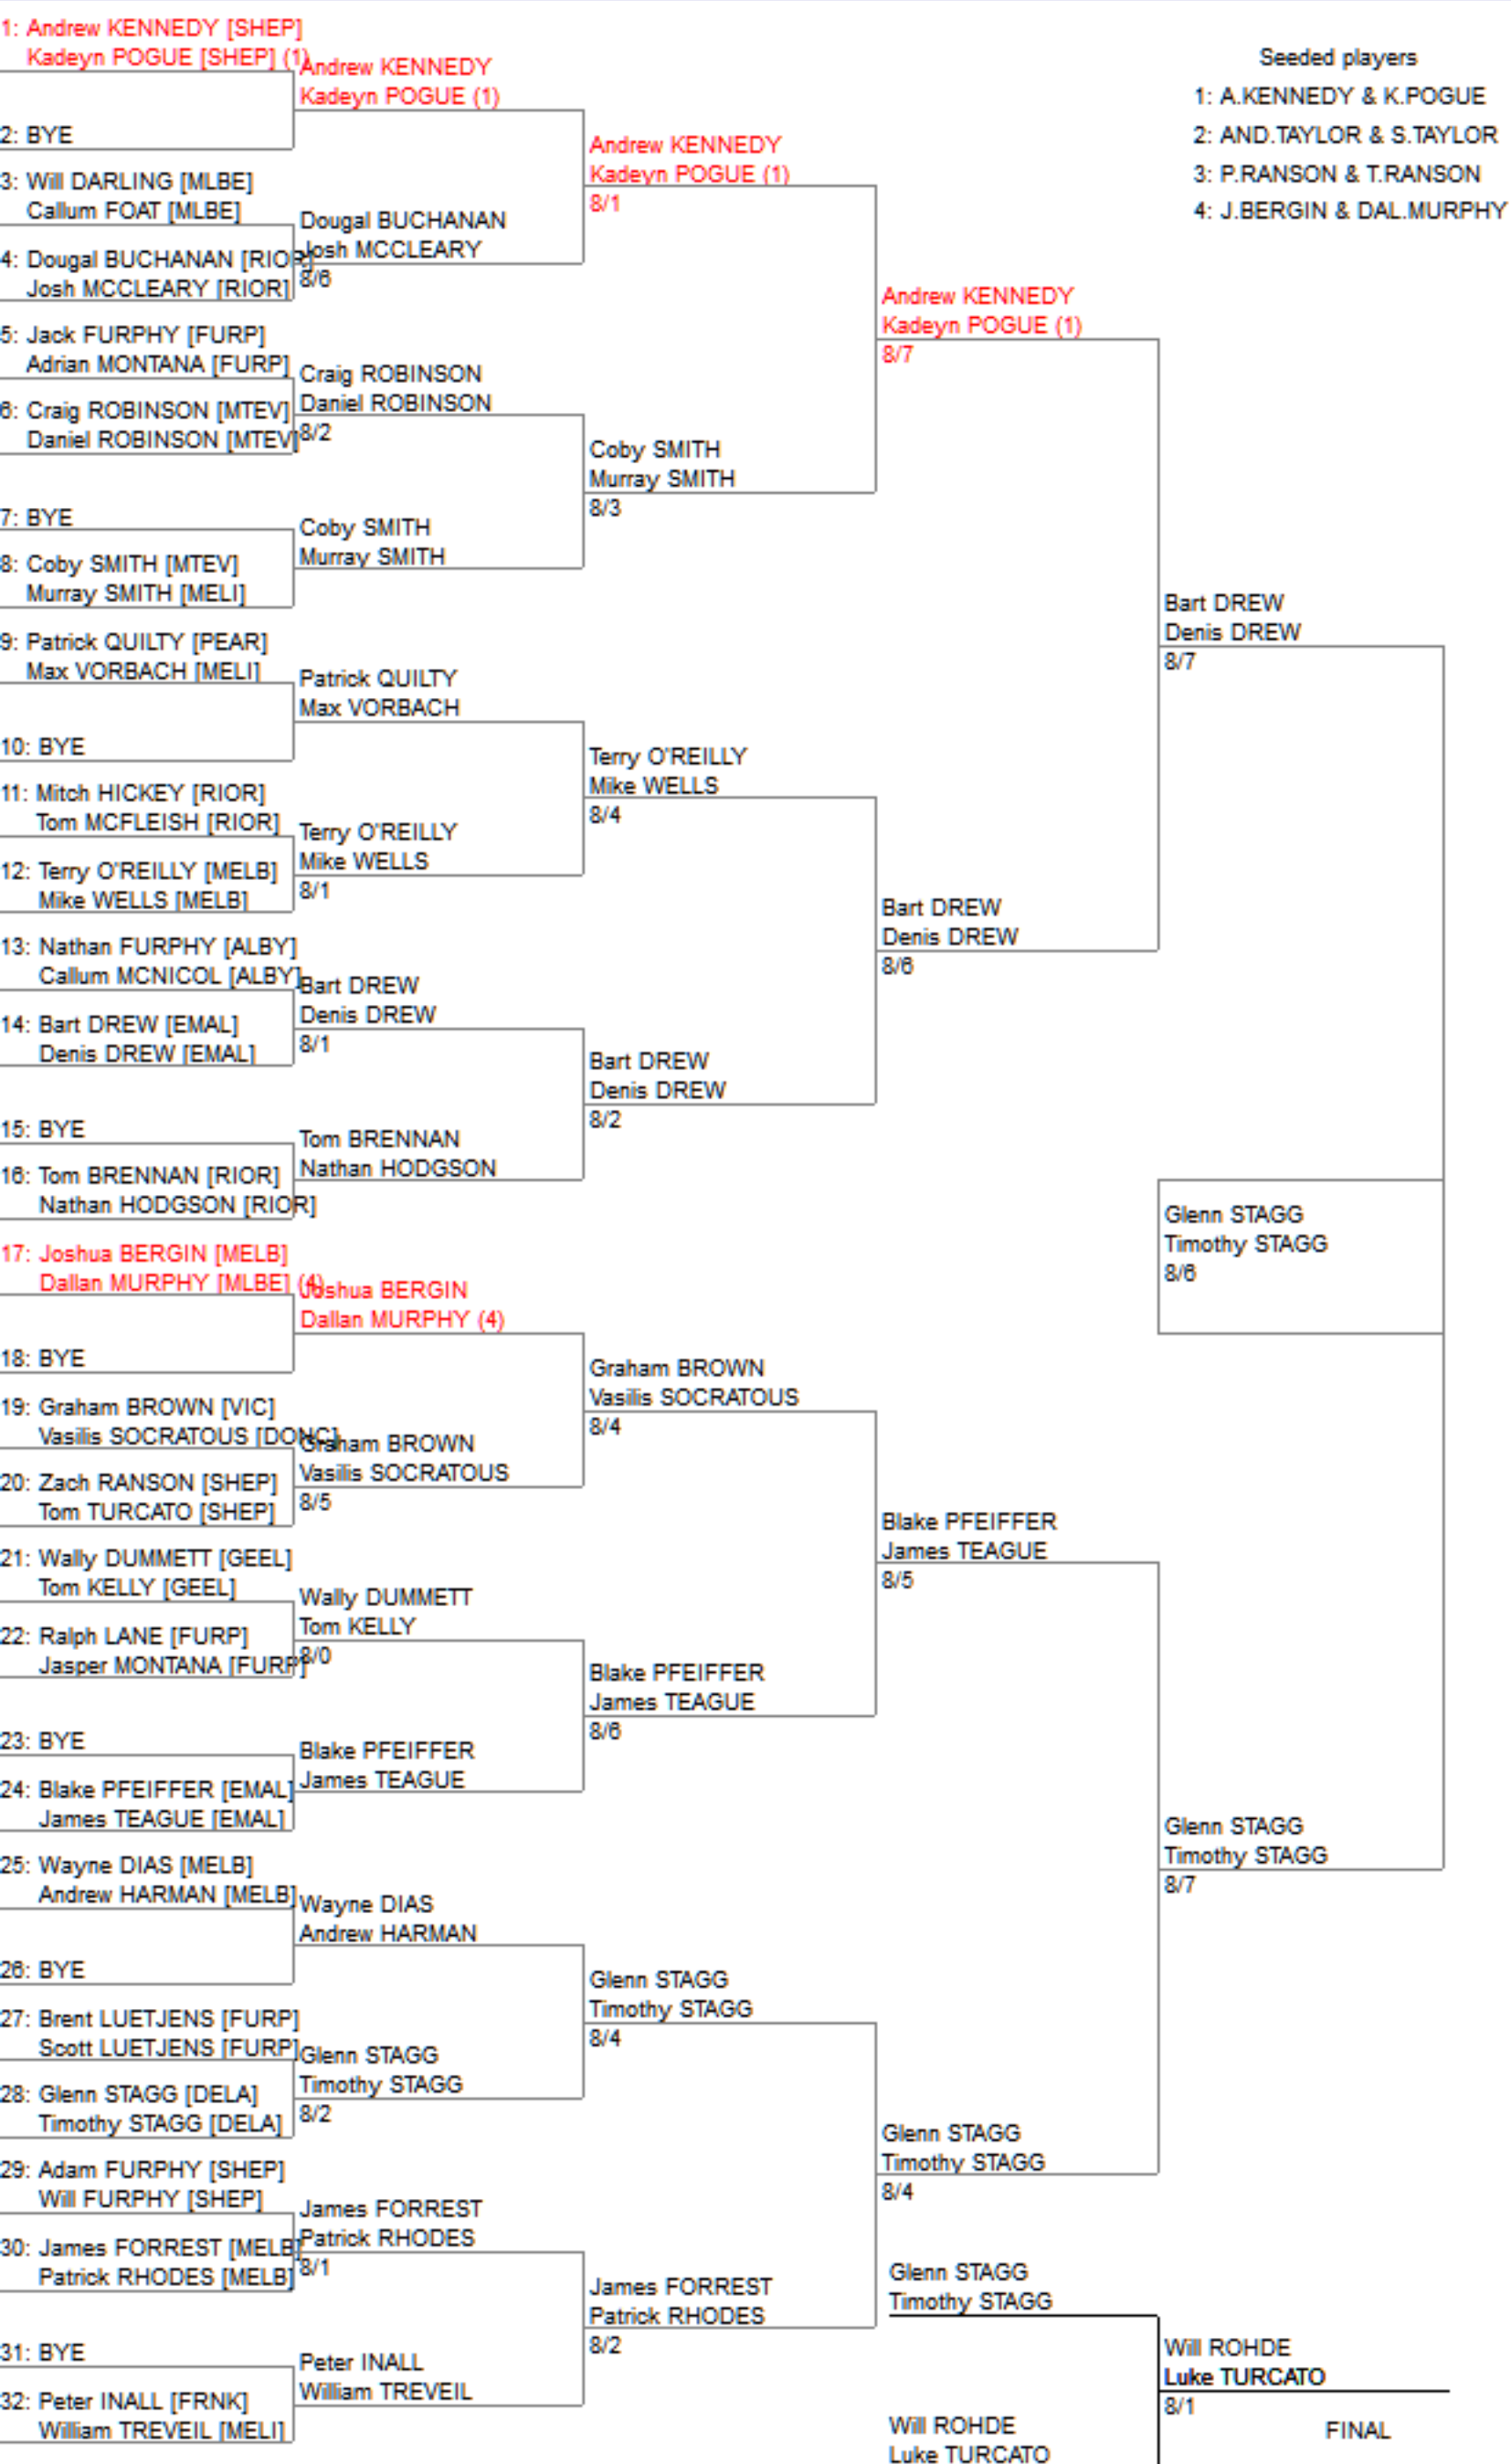 1: Andrew KENNEDY [SHEP]
Kadeyn POGUE [SHEP] (1)
2: BYE
3: Will DARLING [MLBE]
Callum FOAT [MLBE]
4: Dougal BUCHANAN [RIOR]
Josh MCCLEARY [RIOR]
5: Jack FURPHY [FURP]
Adrian MONTANA [FURP]
6: Craig ROBINSON [MTEV]
Daniel ROBINSON [MTEV]
7: BYE
8: Coby SMITH [MTEV]
Murray SMITH [MELI]
9: Patrick QUILTY [PEAR]
Max VORBACH [MELI]
10: BYE
11: Mitch HICKEY [RIOR]
Tom MCFLEISH [RIOR]
12: Terry O'REILLY [MELB]
Mike WELLS [MELB]
13: Nathan FURPHY [ALBY]
Callum MCNICOL [ALBY]
14: Bart DREW [EMAL]
Denis DREW [EMAL]
15: BYE
16: Tom BRENNAN [RIOR]
Nathan HODGSON [RIOR]
17: Joshua BERGIN [MELB]
Dallan MURPHY [MLBE] (4)
18: BYE
19: Graham BROWN [VIC]
Vasilis SOCRATOUS [DONC]
20: Zach RANSON [SHEP]
Tom TURCATO [SHEP]
21: Wally DUMMETT [GEEL]
Tom KELLY [GEEL]
22: Ralph LANE [FURP]
Jasper MONTANA [FURP]
23: BYE
24: Blake PFEIFFER [EMAL]
James TEAGUE [EMAL]
25: Wayne DIAS [MELB]
Andrew HARMAN [MELB]
26: BYE
27: Brent LUETJENS [FURP]
Scott LUETJENS [FURP]
28: Glenn STAGG [DELA]
Timothy STAGG [DELA]
29: Adam FURPHY [SHEP]
Will FURPHY [SHEP]
30: James FORREST [MELB]
Patrick RHODES [MELB]
31: BYE
32: Peter INALL [FRNK]
William TREVEIL [MELI]
Andrew KENNEDY
Kadeyn POGUE (1)
Dougal BUCHANAN
Josh MCCLEARY
8/6
Craig ROBINSON
Daniel ROBINSON
8/2
Coby SMITH
Murray SMITH
Patrick QUILTY
Max VORBACH
Terry O'REILLY
Mike WELLS
8/1
Bart DREW
Denis DREW
8/1
Tom BRENNAN
Nathan HODGSON
Joshua BERGIN
Dallan MURPHY (4)
Graham BROWN
Vasilis SOCRATOUS
8/5
Wally DUMMETT
Tom KELLY
8/0
Blake PFEIFFER
James TEAGUE
Wayne DIAS
Andrew HARMAN
Glenn STAGG
Timothy STAGG
8/2
James FORREST
Patrick RHODES
8/1
Peter INALL
William TREVEIL
Andrew KENNEDY
Kadeyn POGUE (1)
8/1
Coby SMITH
Murray SMITH
8/3
Terry O'REILLY
Mike WELLS
8/4
Bart DREW
Denis DREW
8/2
Graham BROWN
Vasilis SOCRATOUS
8/4
Blake PFEIFFER
James TEAGUE
8/6
Glenn STAGG
Timothy STAGG
8/4
James FORREST
Patrick RHODES
8/2
Andrew KENNEDY
Kadeyn POGUE (1)
8/7
Bart DREW
Denis DREW
8/6
Blake PFEIFFER
James TEAGUE
8/5
Glenn STAGG
Timothy STAGG
8/4
Glenn STAGG
Timothy STAGG
Will ROHDE
Luke TURCATO
Seeded players
1: A.KENNEDY & K.POGUE
2: AND.TAYLOR & S.TAYLOR
3: P.RANSON & T.RANSON
4: J.BERGIN & DAL.MURPHY
Bart DREW
Denis DREW
8/7
Glenn STAGG
Timothy STAGG
8/6
Glenn STAGG
Timothy STAGG
8/7
Will ROHDE
Luke TURCATO
8/1
FINAL